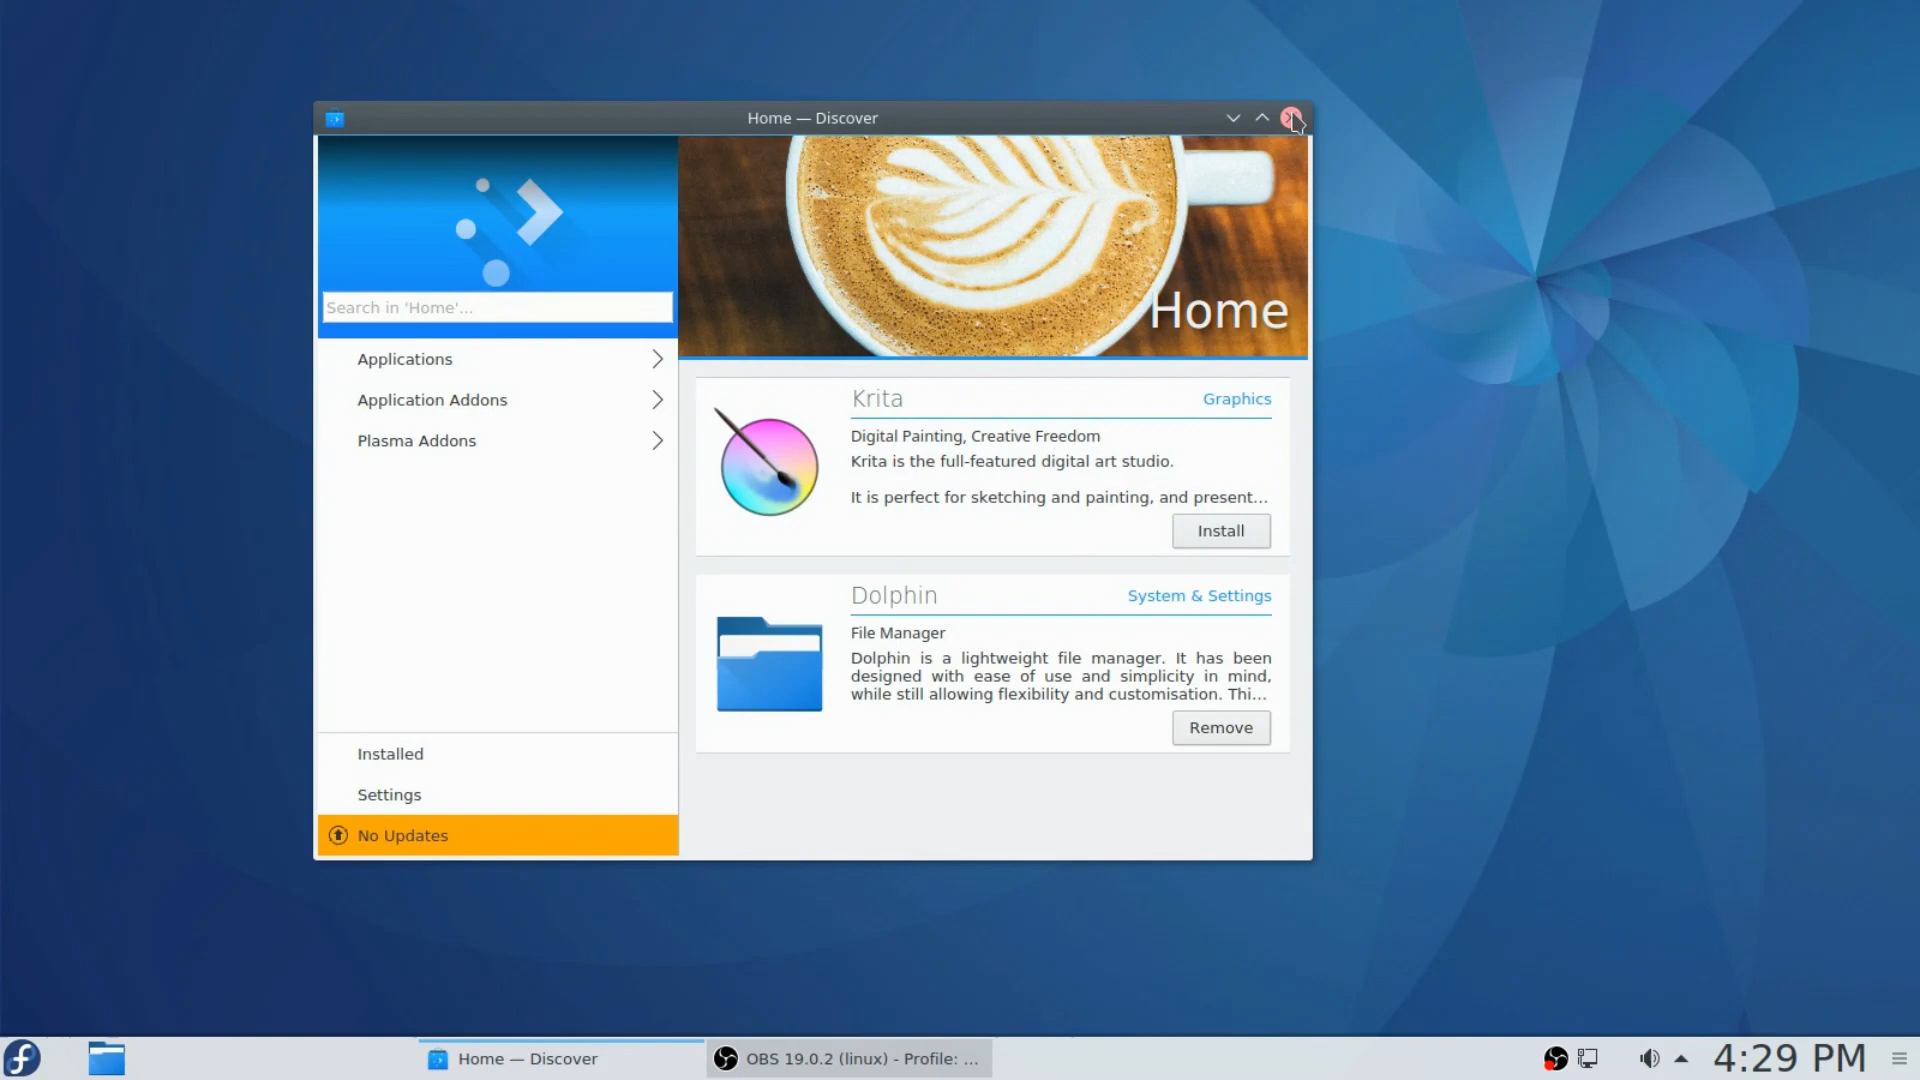 Home — Discover
Search in 'Home'...
Home
Applications
Application Addons
Plasma Addons
Krita
Graphics
Digital Painting, Creative Freedom
Krita is the full-featured digital art studio.
It is perfect for sketching and painting, and present...
Install
Dolphin
System & Settings
File Manager
Dolphin is a lightweight file manager. It has been
designed with ease of use and simplicity in mind,
while still allowing flexibility and customisation. Thi...
Remove
Installed
Settings
No Updates
Home — Discover
OBS 19.0.2 (linux) - Profile: ...
4:29 PM